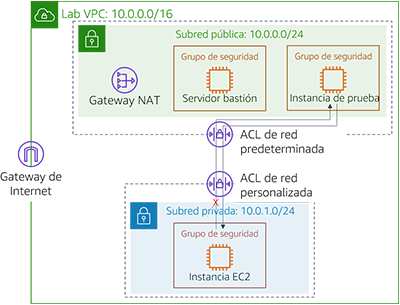 Lab VPC: 10.0.0.0/16
Subred pública: 10.0.0.0/24
Grupo de seguridad
Grupo de seguridad
Gateway NAT
Servidor bastión
Instancia de prueba
ACL de red
predeterminada
Gateway de
Internet
ACL de red
personalizada
X
Subred privada: 10.0.1.0/24
Grupo de seguridad
Instancia EC2